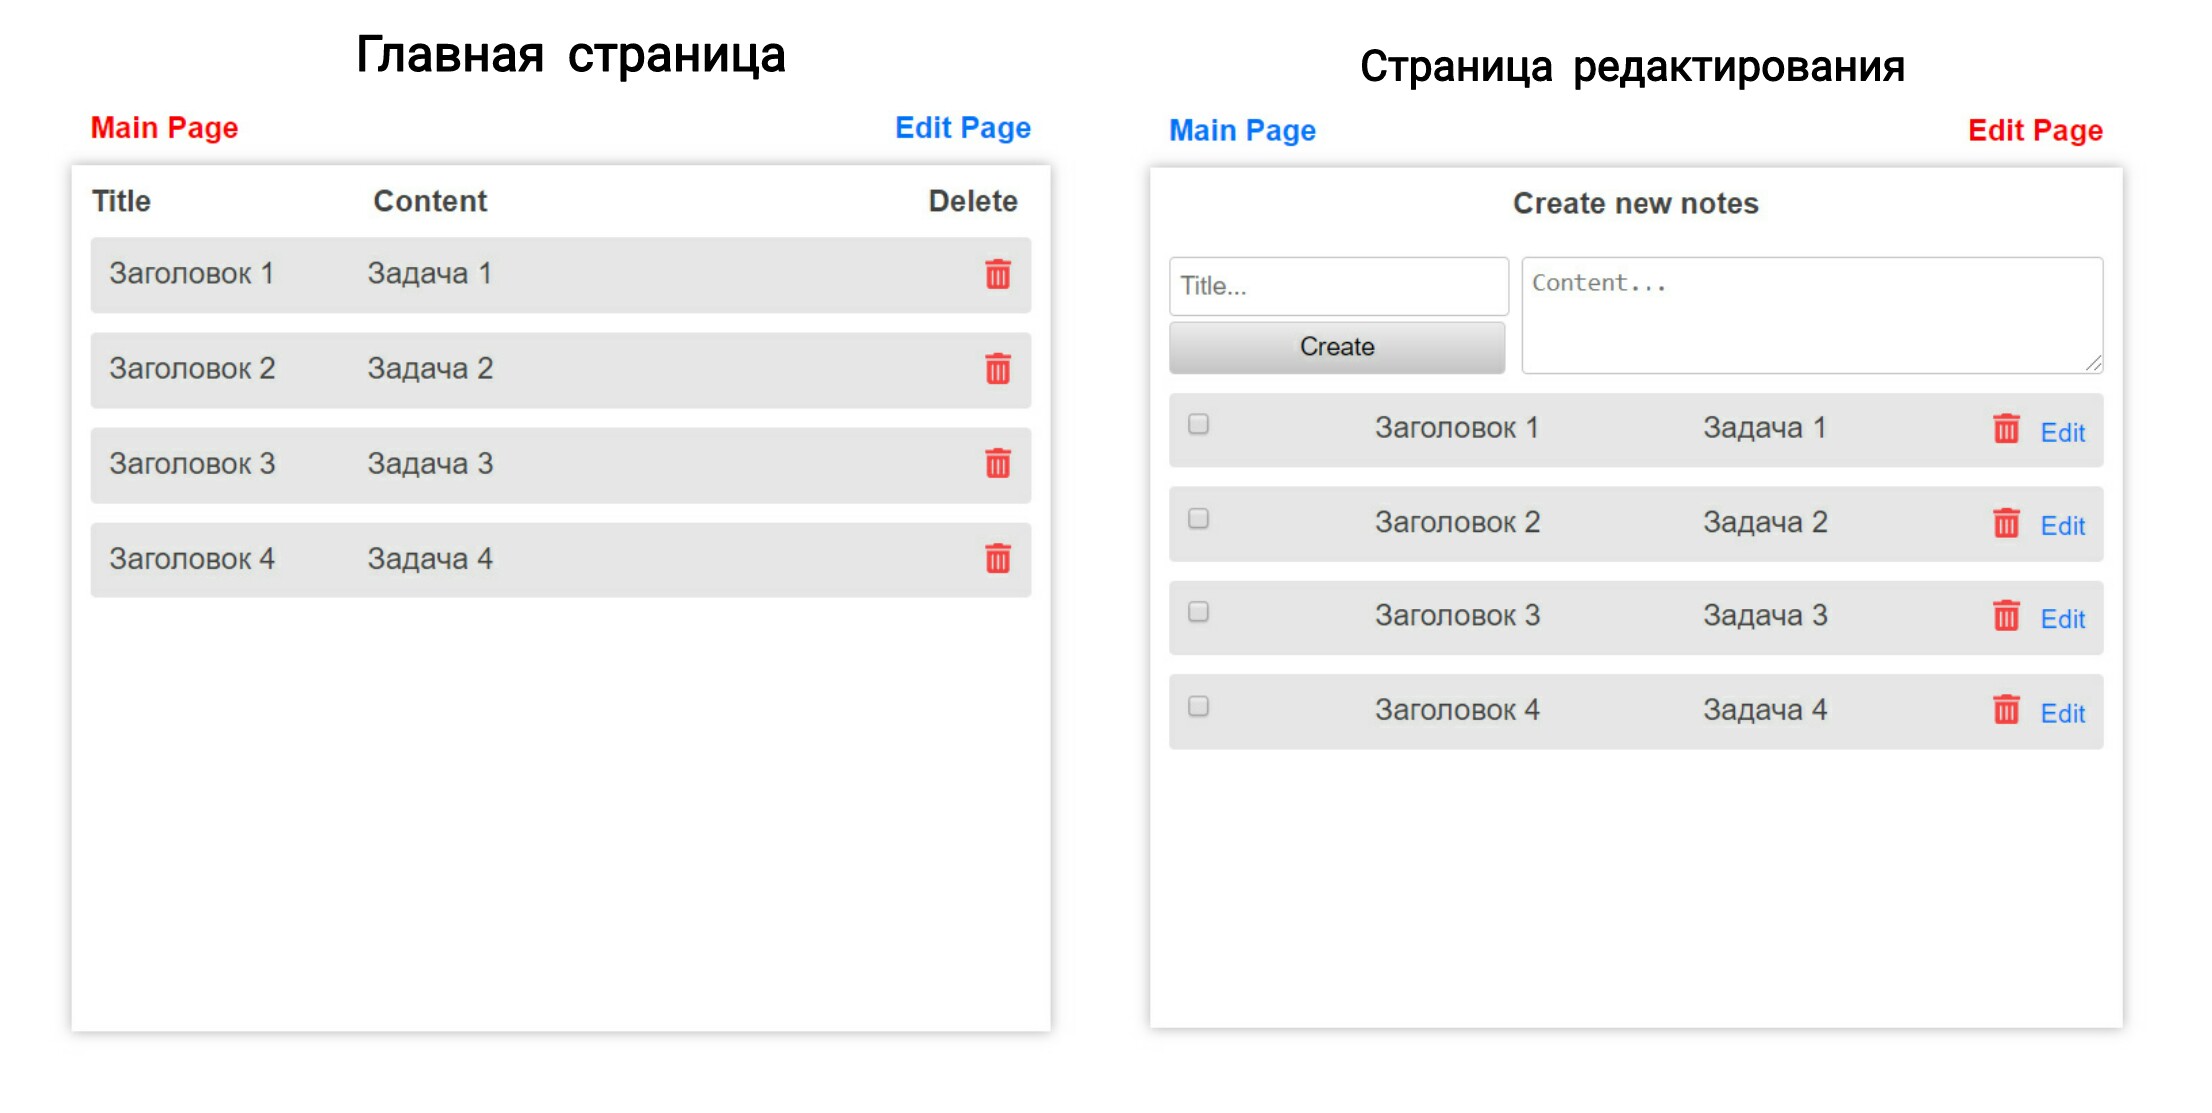 Главная страница
Main Page Edit Page
Title Content Delete
Заголовок 1 Задача 1
Заголовок 2 Задача 2
Заголовок 3 Задача 3
Заголовок 4 Задача 4
Страница редактирования
Main Page Edit Page
Create new notes
Title... Content...
Create
Заголовок 1 Задача 1 Edit
Заголовок 2 Задача 2 Edit
Заголовок 3 Задача 3 Edit
Заголовок 4 Задача 4 Edit